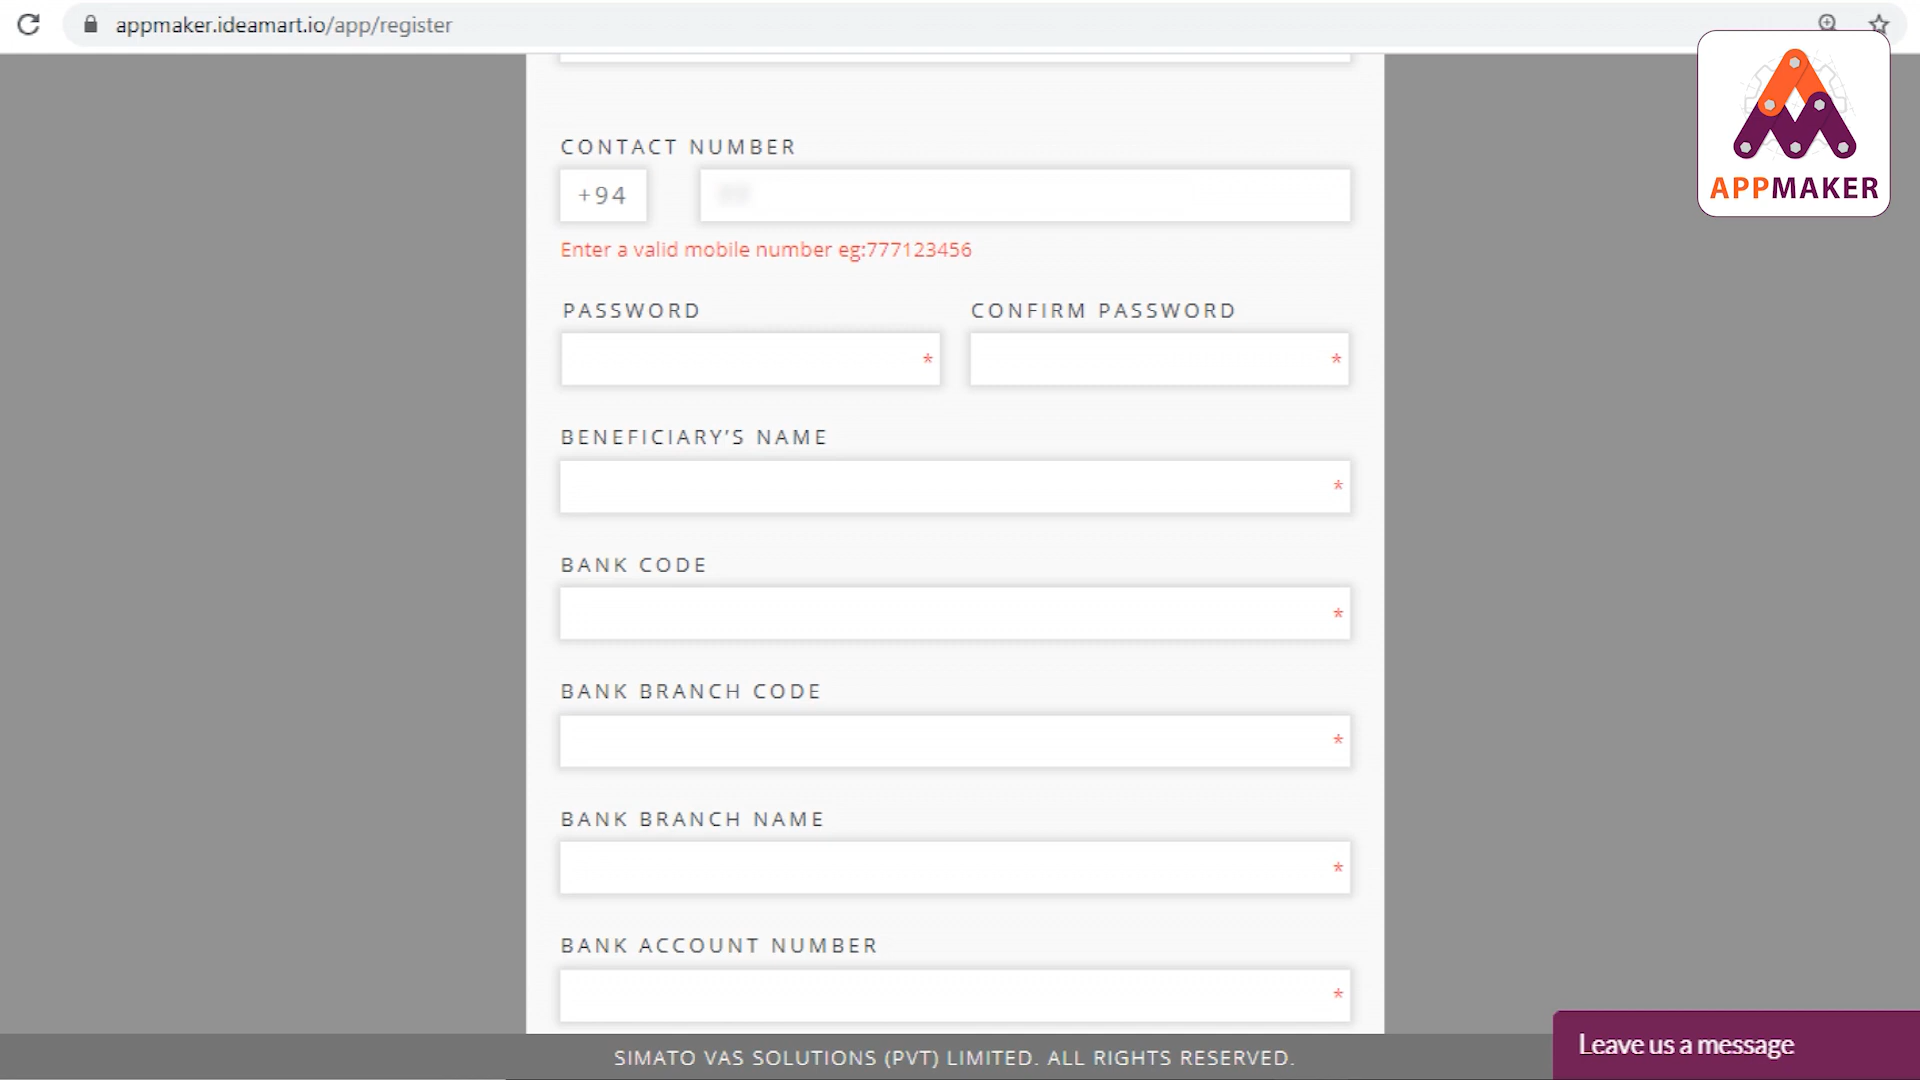 appmaker.ideamart.io/app/register
APPMAKER
CONTACT NUMBER
+94
Enter a valid mobile number eg:777123456
PASSWORD CONFIRM PASSWORD
* *
BENEFICIARY'S NAME
*
BANK CODE
*
BANK BRANCH CODE
*
BANK BRANCH NAME
*
BANK ACCOUNT NUMBER
*
SIMATO VAS SOLUTIONS (PVT) LIMITED. ALL RIGHTS RESERVED.
Leave us a message